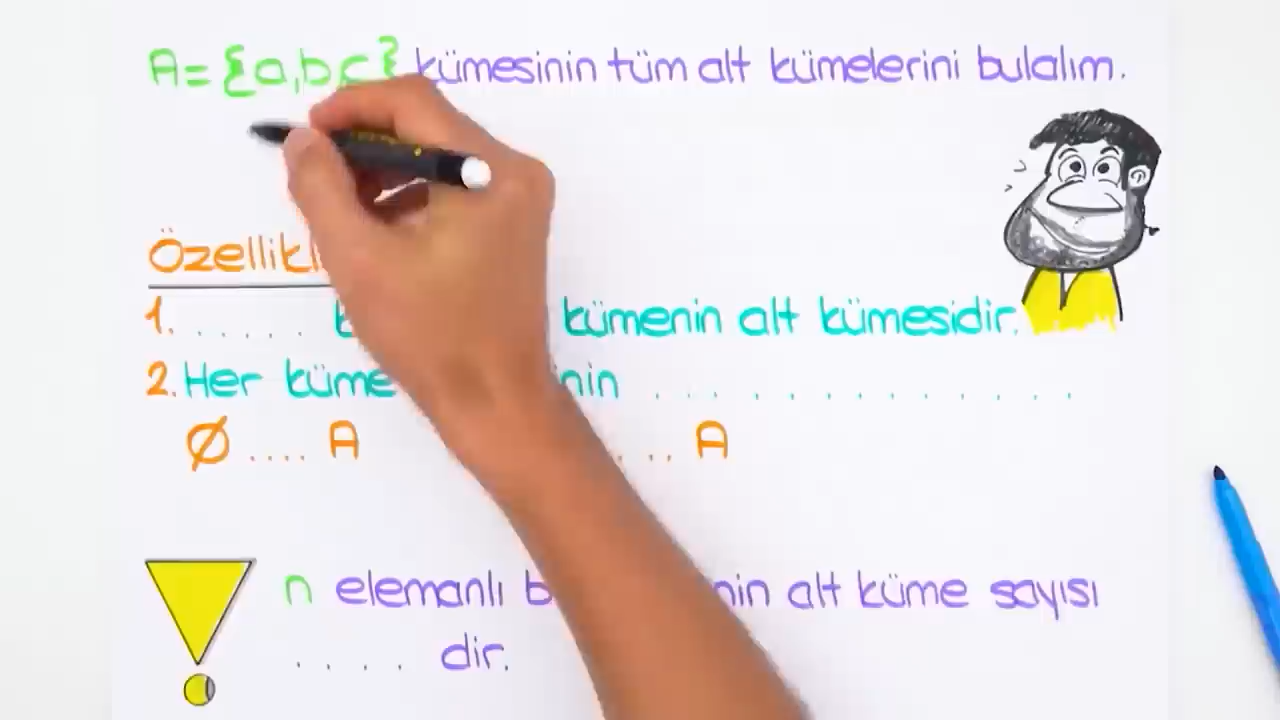 A = {a,b,c} kümesinin tüm alt kümelerini bulalım.
Özellikl
1. ..... kümenin alt kümesidir.
2. Her küme nin .............
Ø .... A .. A
n elemanlı b nin alt küme sayısı
.... dir.